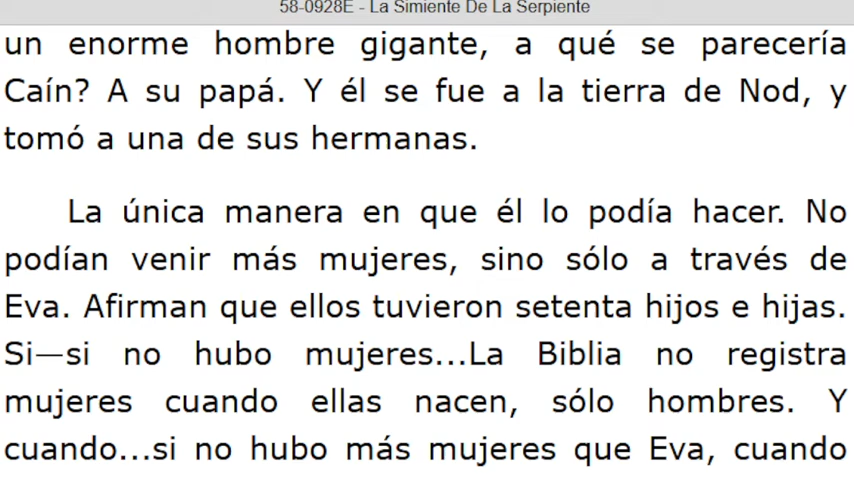 58-0928E - La Simiente De La Serpiente
un enorme hombre gigante, a qué se parecería
Caín? A su papá. Y él se fue a la tierra de Nod, y
tomó a una de sus hermanas.
La única manera en que él lo podía hacer. No
podían venir más mujeres, sino sólo a través de
Eva. Afirman que ellos tuvieron setenta hijos e hijas.
Si—si no hubo mujeres...La Biblia no registra
mujeres cuando ellas nacen, sólo hombres. Y
cuando...si no hubo más mujeres que Eva, cuando